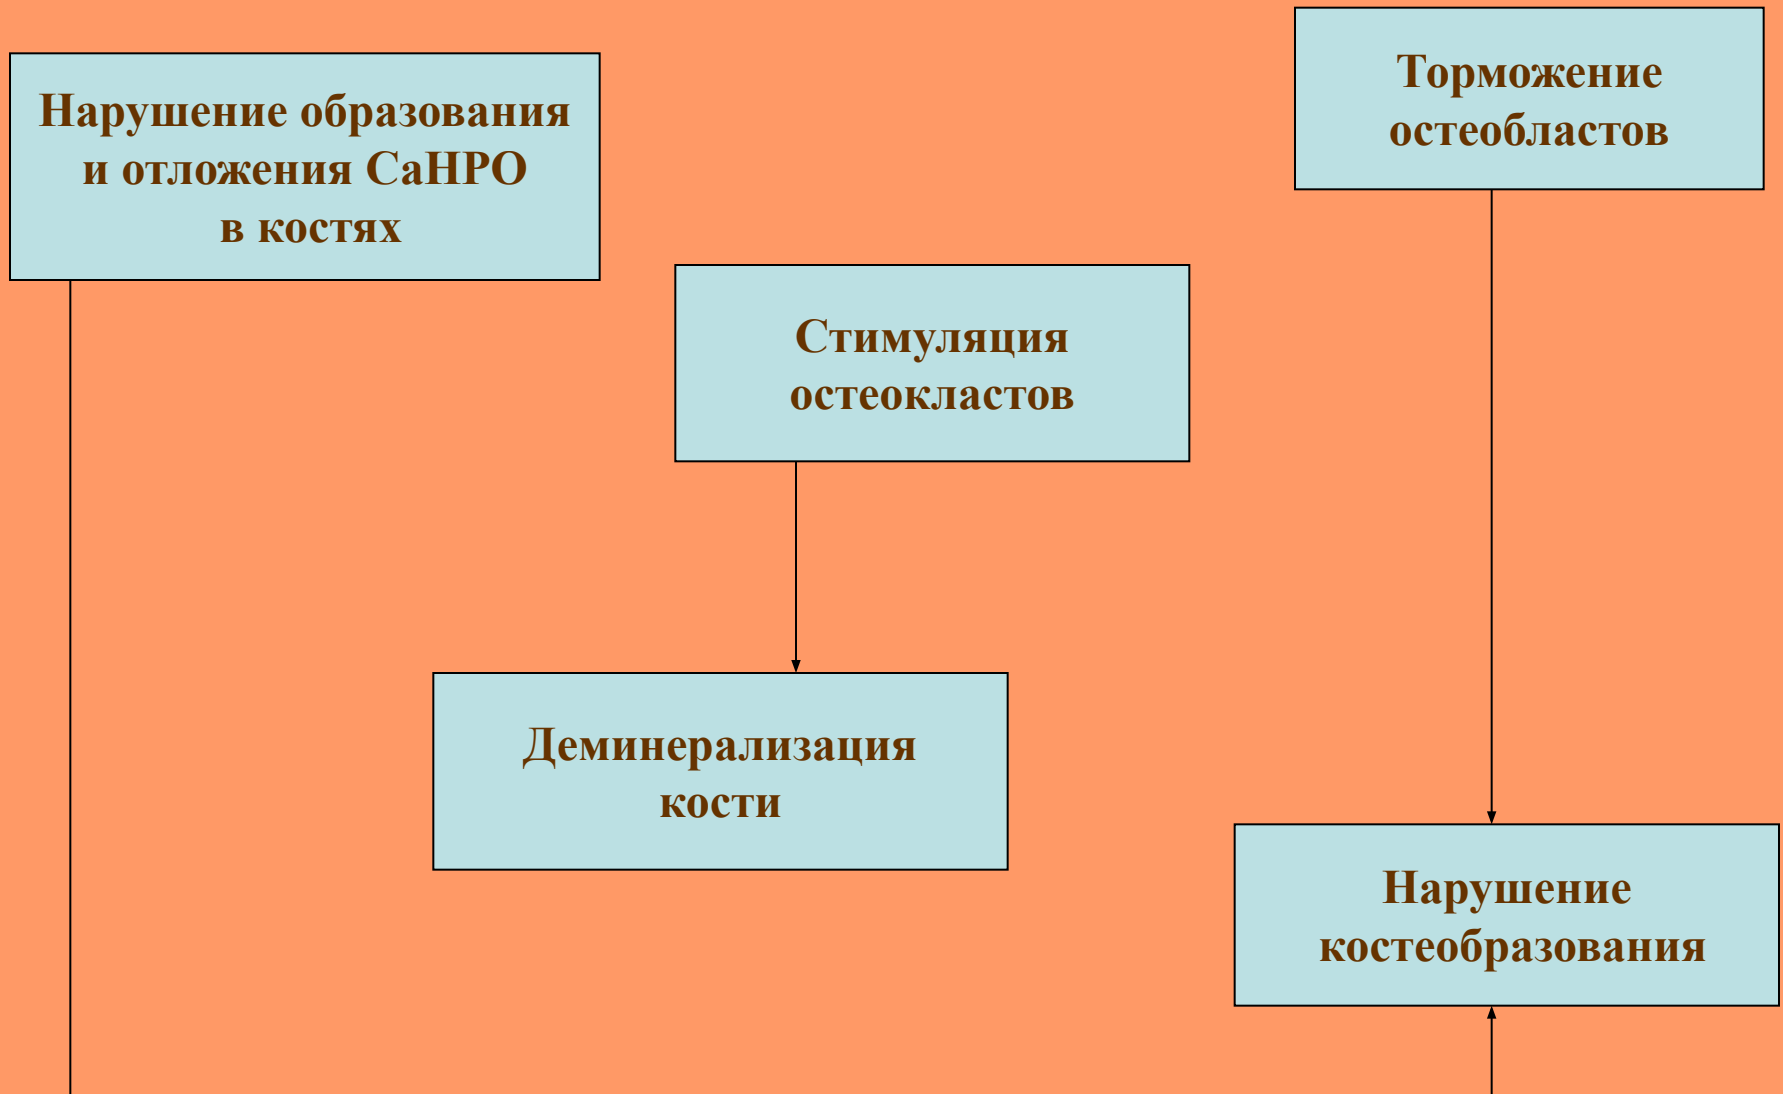 Нарушение образования
и отложения СаНРО
в костях
Торможение
остеобластов
Стимуляция
остеокластов
Деминерализация
кости
Нарушение
костеобразования